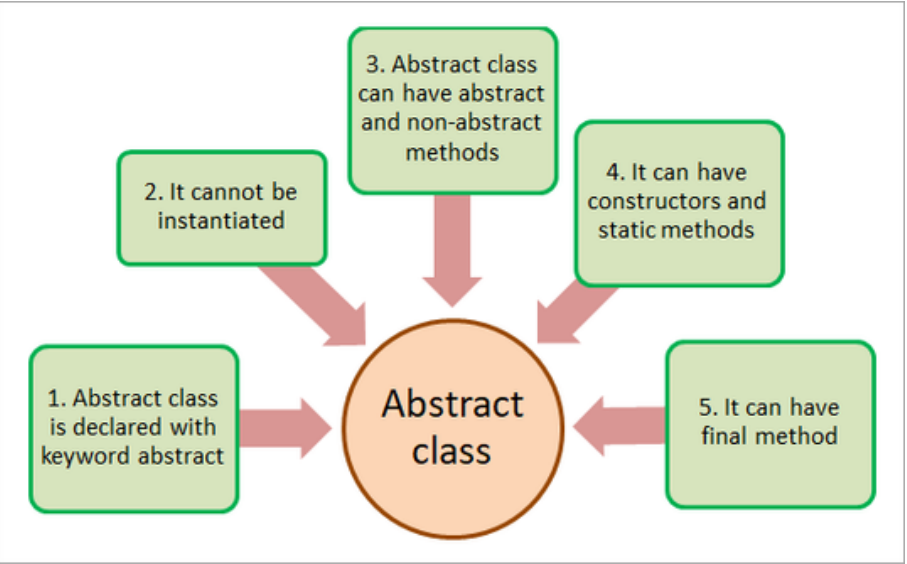 1. Abstract class
is declared with
keyword abstract
2. It cannot be
instantiated
3. Abstract class
can have abstract
and non-abstract
methods
4. It can have
constructors and
static methods
5. It can have
final method
Abstract
class